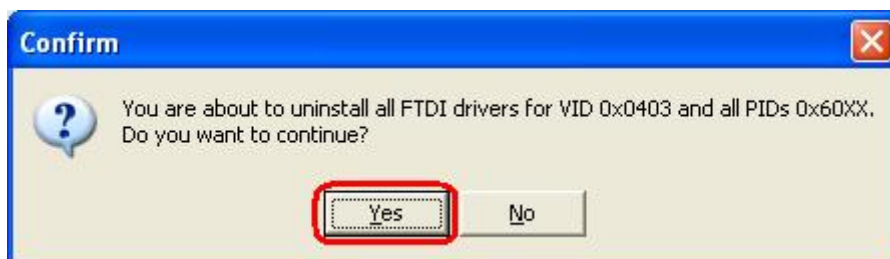 Confirm
You are about to uninstall all FTDI drivers for VID 0x0403 and all PIDs 0x60XX.
Do you want to continue?
Yes
No